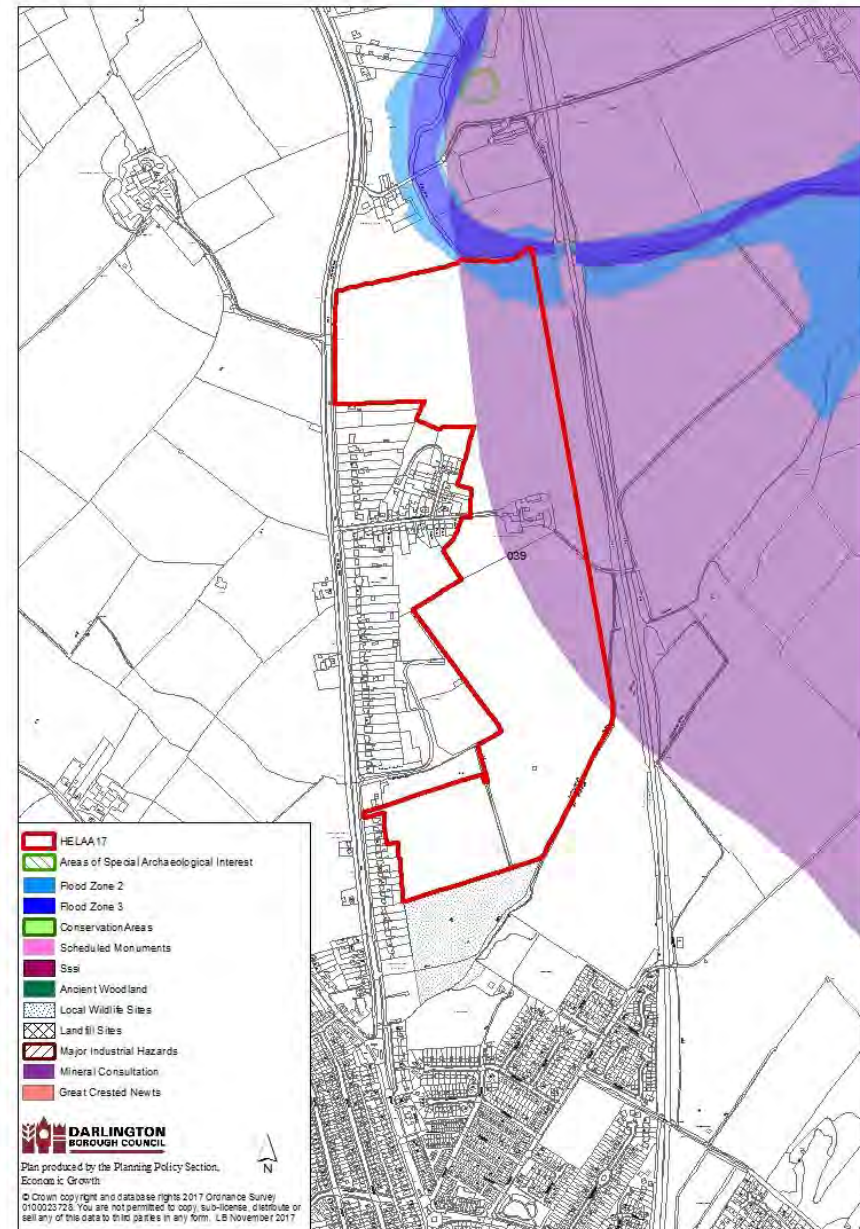 039
HELAA17
Areas of Special Archaeological Interest
Flood Zone 2
Flood Zone 3
Conservation Areas
Scheduled Monuments
Sssi
Ancient Woodland
Local Wildlife Sites
Landfill Sites
Major Industrial Hazards
Mineral Consultation
Great Crested Newts
DARLINGTON
BOROUGH COUNCIL
Plan produced by the Planning Policy Section,
Economic Growth
N
© Crown copyright and database rights 2017 Ordnance Survey
0100023728. You are not permitted to copy, sub-license, distribute or
sell any of this data to third parties in any form. LB November 2017